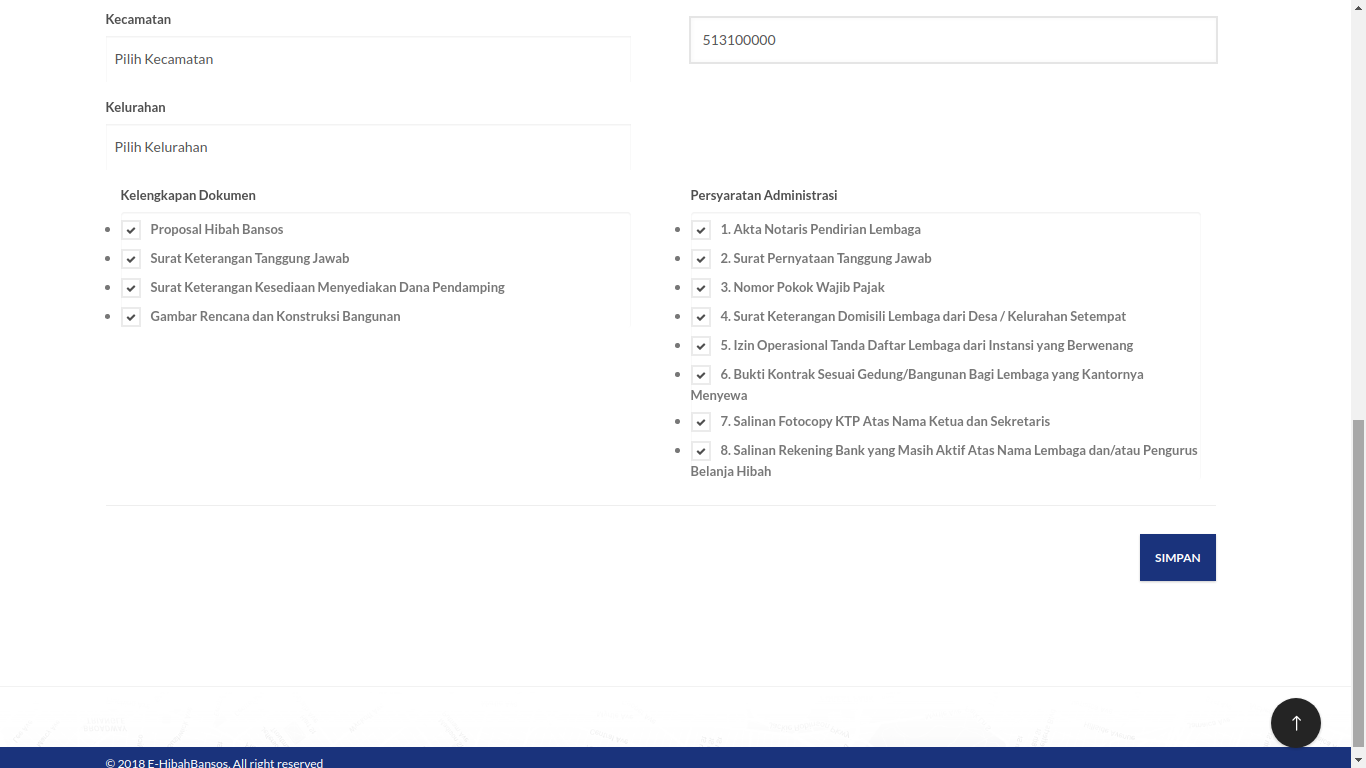 Kecamatan
Pilih Kecamatan
513100000
Kelurahan
Pilih Kelurahan
Kelengkapan Dokumen
Proposal Hibah Bansos
Surat Keterangan Tanggung Jawab
Surat Keterangan Kesediaan Menyediakan Dana Pendamping
Gambar Rencana dan Konstruksi Bangunan
Persyaratan Administrasi
1. Akta Notaris Pendirian Lembaga
2. Surat Pernyataan Tanggung Jawab
3. Nomor Pokok Wajib Pajak
4. Surat Keterangan Domisili Lembaga dari Desa / Kelurahan Setempat
5. Izin Operasional Tanda Daftar Lembaga dari Instansi yang Berwenang
6. Bukti Kontrak Sesuai Gedung/Bangunan Bagi Lembaga yang Kantornya
Menyewa
7. Salinan Fotocopy KTP Atas Nama Ketua dan Sekretaris
8. Salinan Rekening Bank yang Masih Aktif Atas Nama Lembaga dan/atau Pengurus
Belanja Hibah
SIMPAN
© 2018 E-HibahBansos. All right reserved